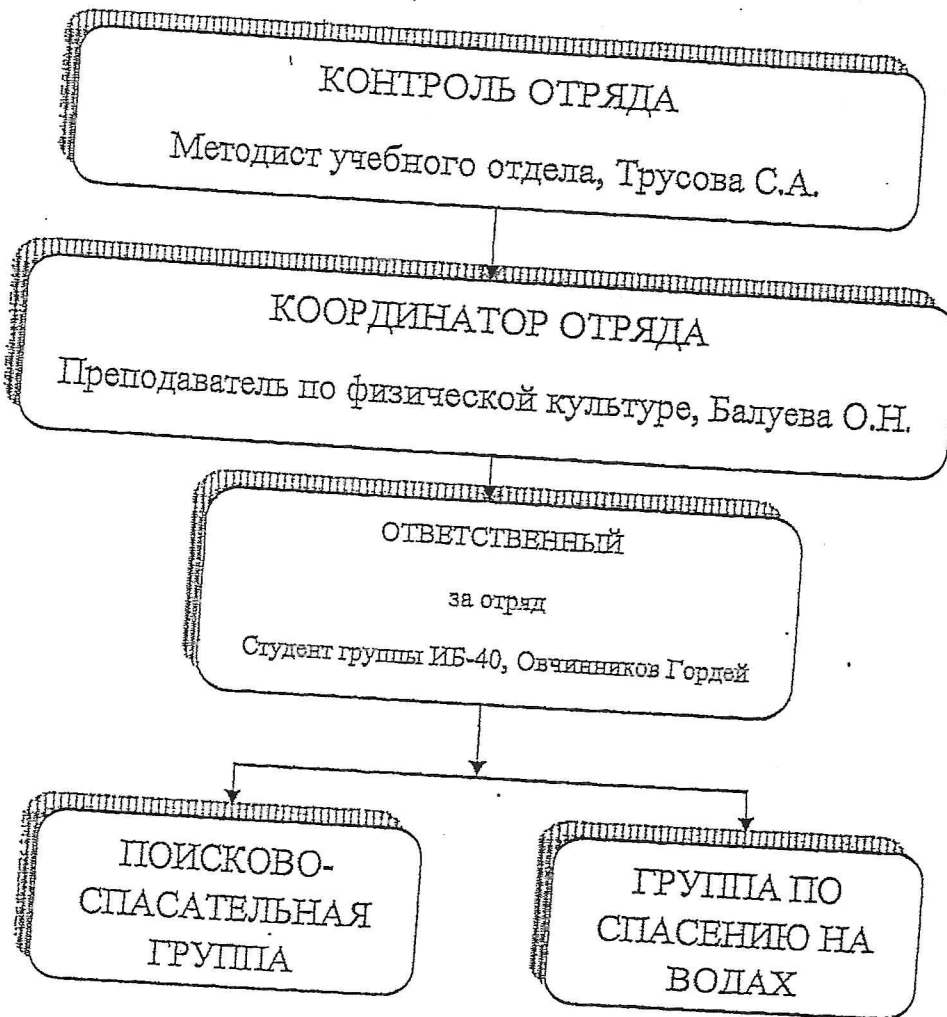 КОНТРОЛЬ ОТРЯДА
Методист учебного отдела, Трусова С.А.
КООРДИНАТОР ОТРЯДА
Преподаватель по физической культуре, Балуева О.Н.
ОТВЕТСТВЕННЫЙ
за отряд
Студент группы ИБ-40, Овчинников Гордей
ПОИСКОВО-
СПАСАТЕЛЬНАЯ
ГРУППА
ГРУППА ПО
СПАСЕНИЮ НА
ВОДАХ